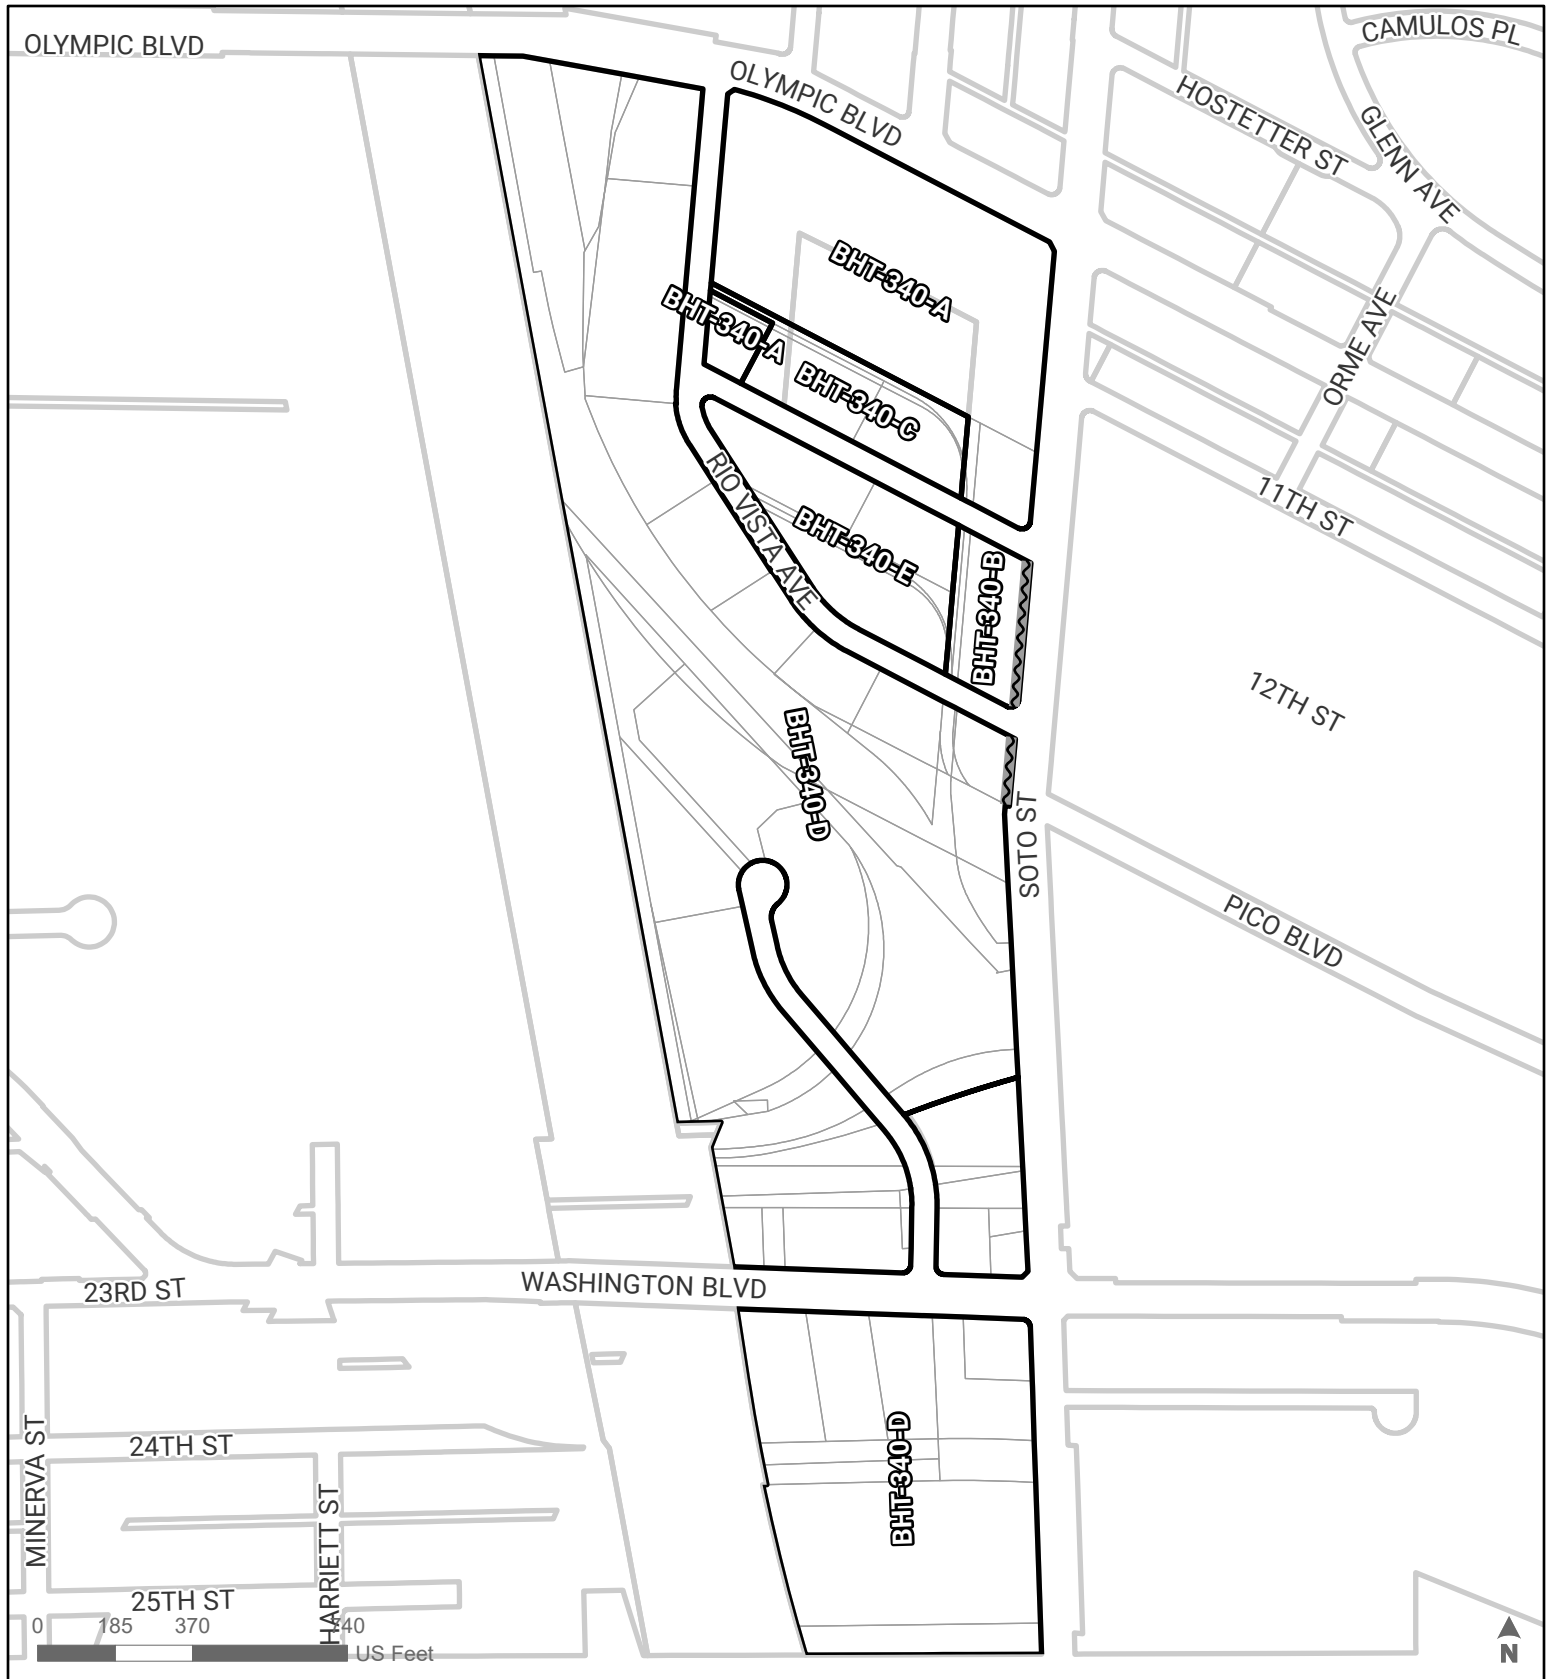 OLYMPIC BLVD
CAMULOS PL
OLYMPIC BLVD
HOSTETTER ST
GLENN AVE
BHT-340-A
BHT-340-A
ORME AVE
BHT-340-C
RIO VISTA AVE
11TH ST
BHT-340-E
BHT-340-B
12TH ST
BHT-340-D
SOTO ST
PICO BLVD
23RD ST
WASHINGTON BLVD
MINERVA ST
24TH ST
BHT-340-D
HARRIETT ST
25TH ST
0 185 370 740
US Feet
N